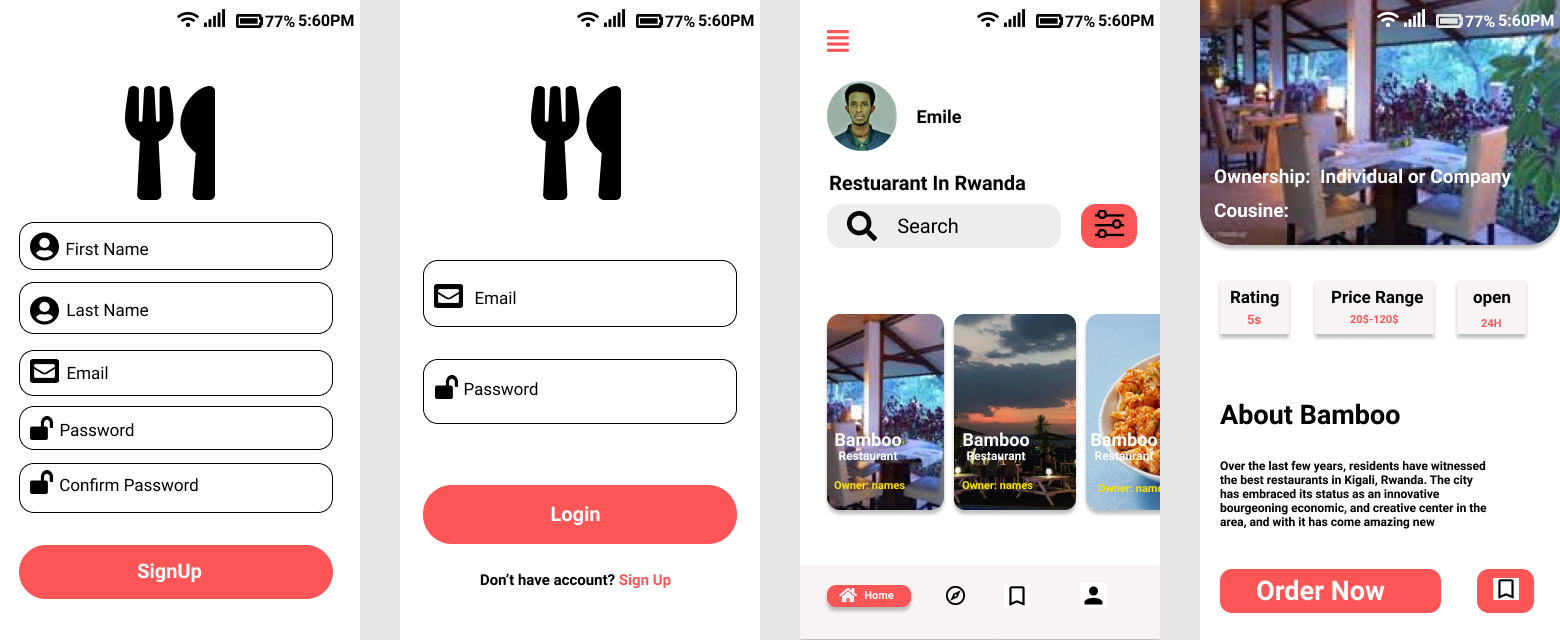 77% 5:60PM
First Name
Last Name
Email
Password
Confirm Password
SignUp
77% 5:60PM
Email
Password
Login
Don't have account? Sign Up
77% 5:60PM
Emile
Restuarant In Rwanda
Search
Bamboo
Restaurant
Owner: names
Bamboo
Restaurant
Owner: names
Bamboo
Restaurant
Owner: name
Home
77% 5:60PM
Ownership: Individual or Company
Cousine:
Rating
5s
Price Range
20$-120$
open
24H
About Bamboo
Over the last few years, residents have witnessed
the best restaurants in Kigali, Rwanda. The city
has embraced its status as an innovative
bourgeoning economic, and creative center in the
area, and with it has come amazing new
Order Now